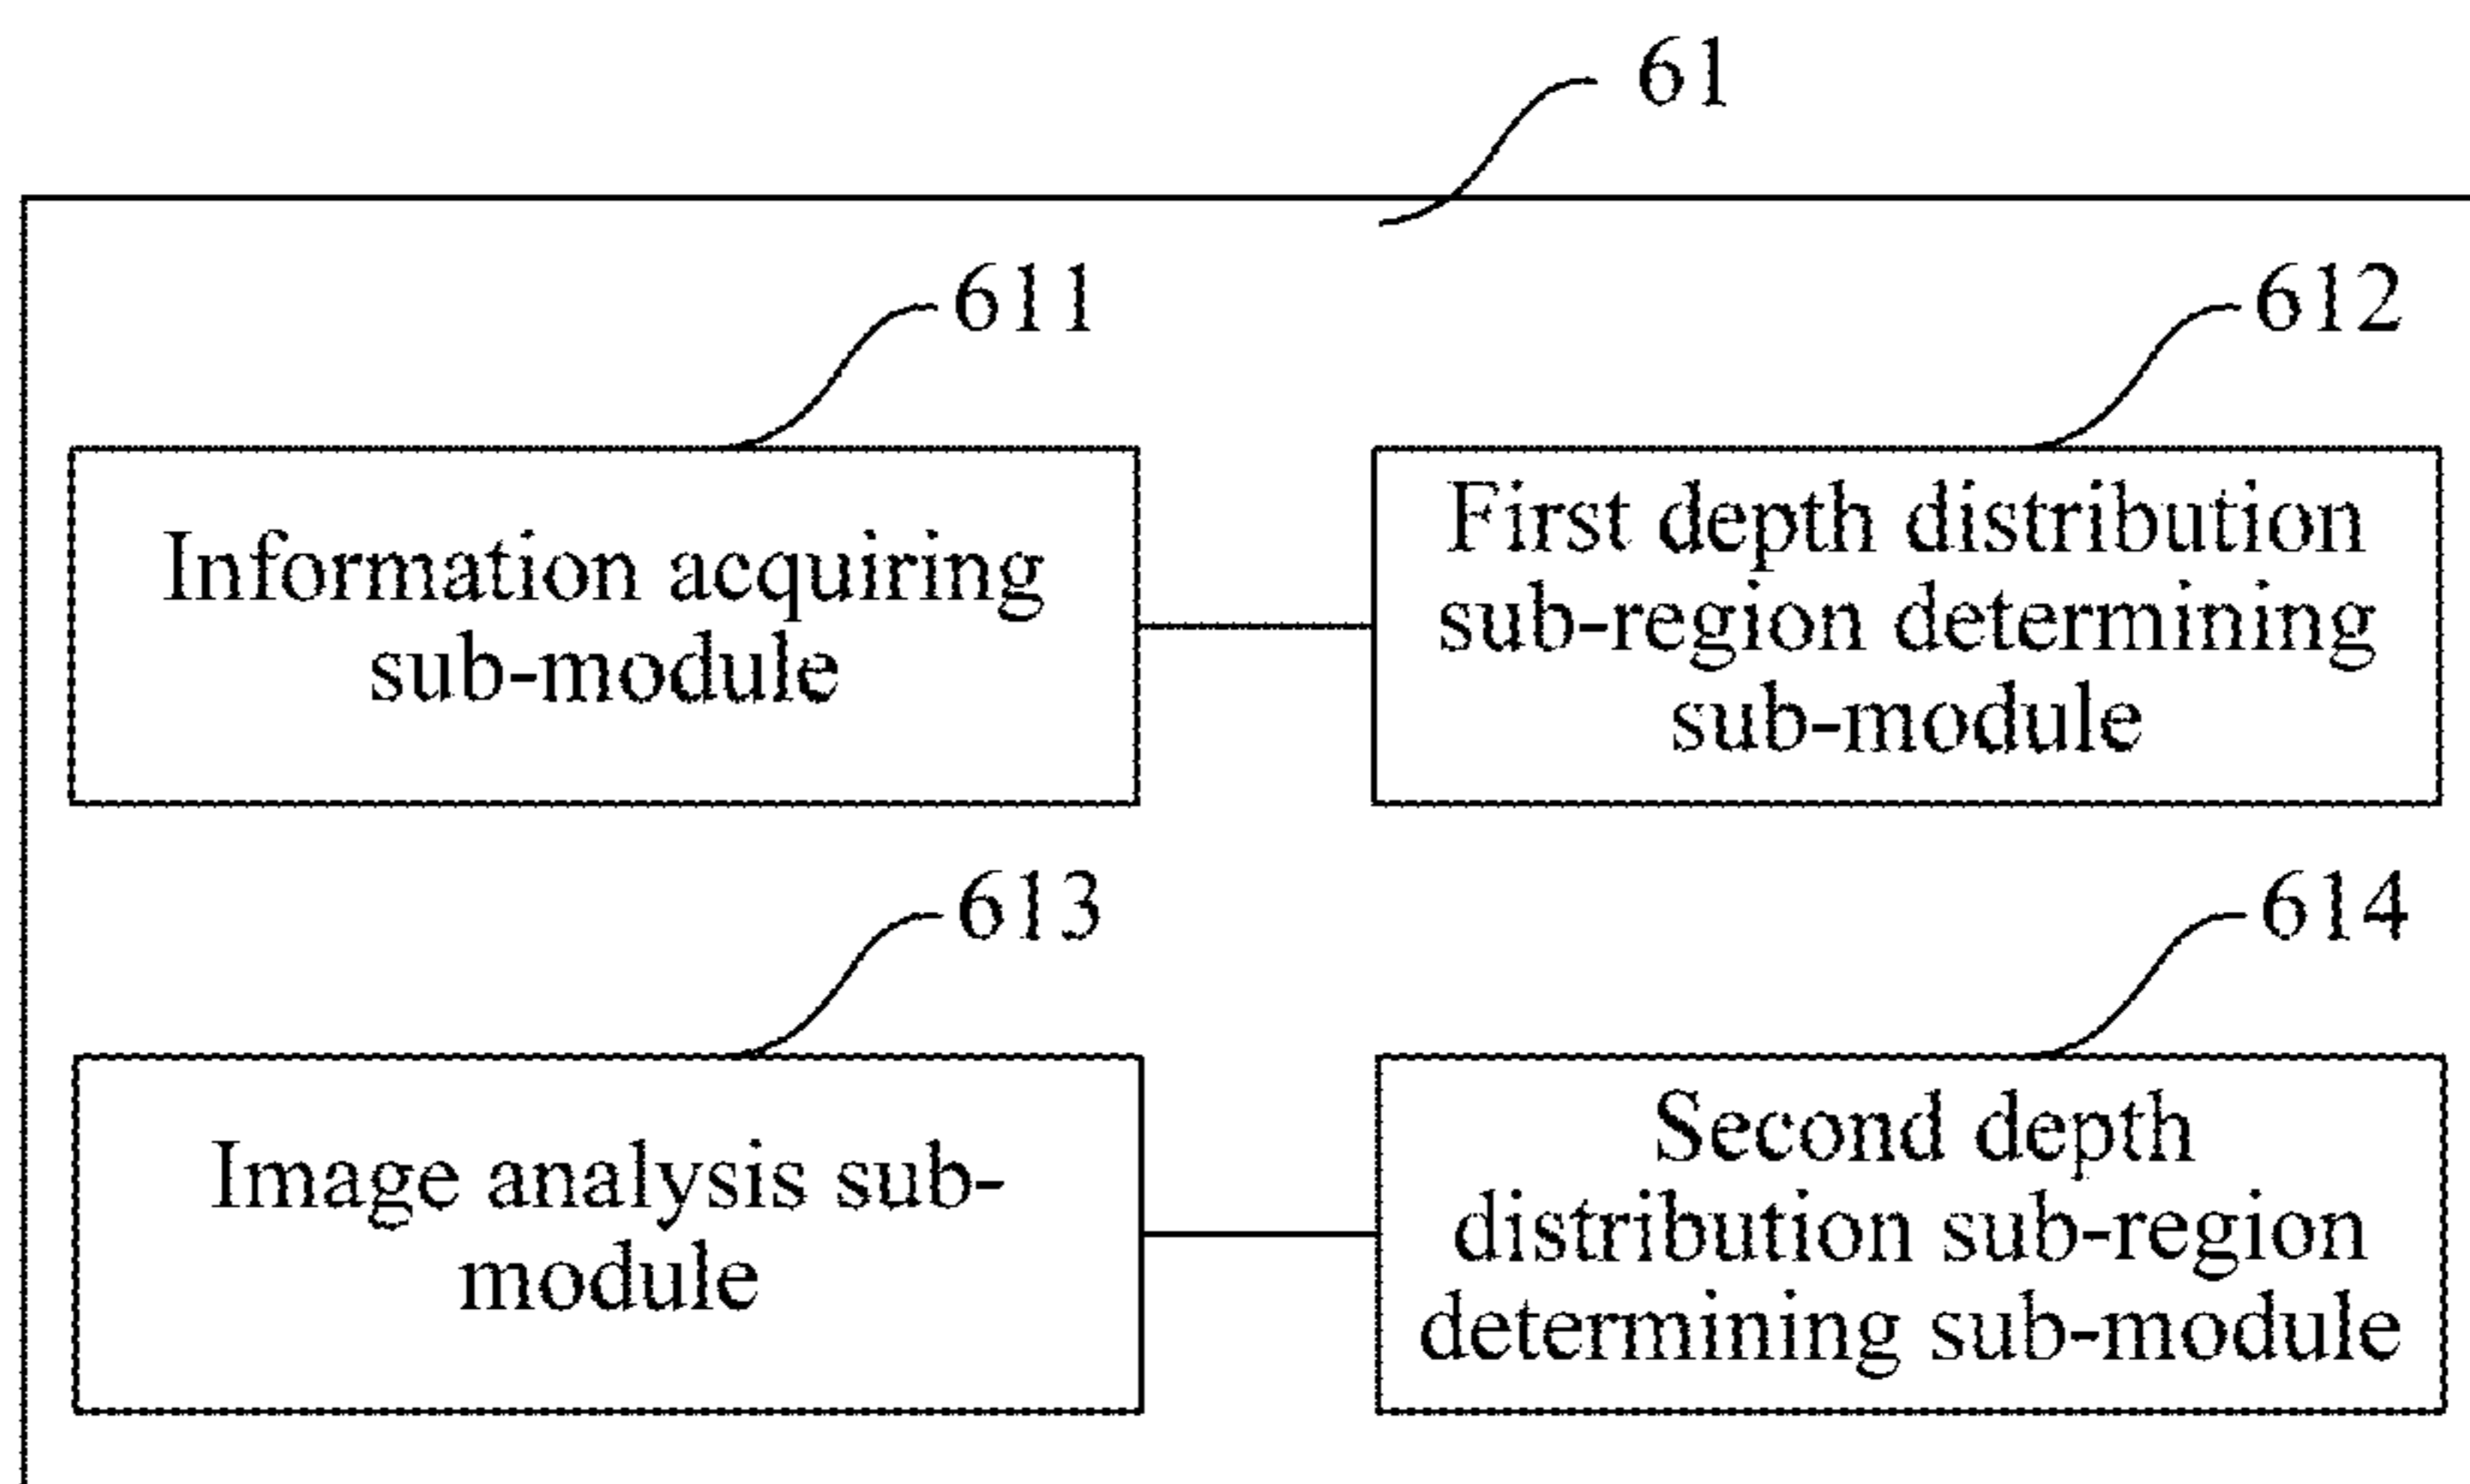 61
611
612
Information acquiring
sub-module
First depth distribution
sub-region determining
sub-module
613
614
Image analysis sub-
module
Second depth
distribution sub-region
determining sub-module